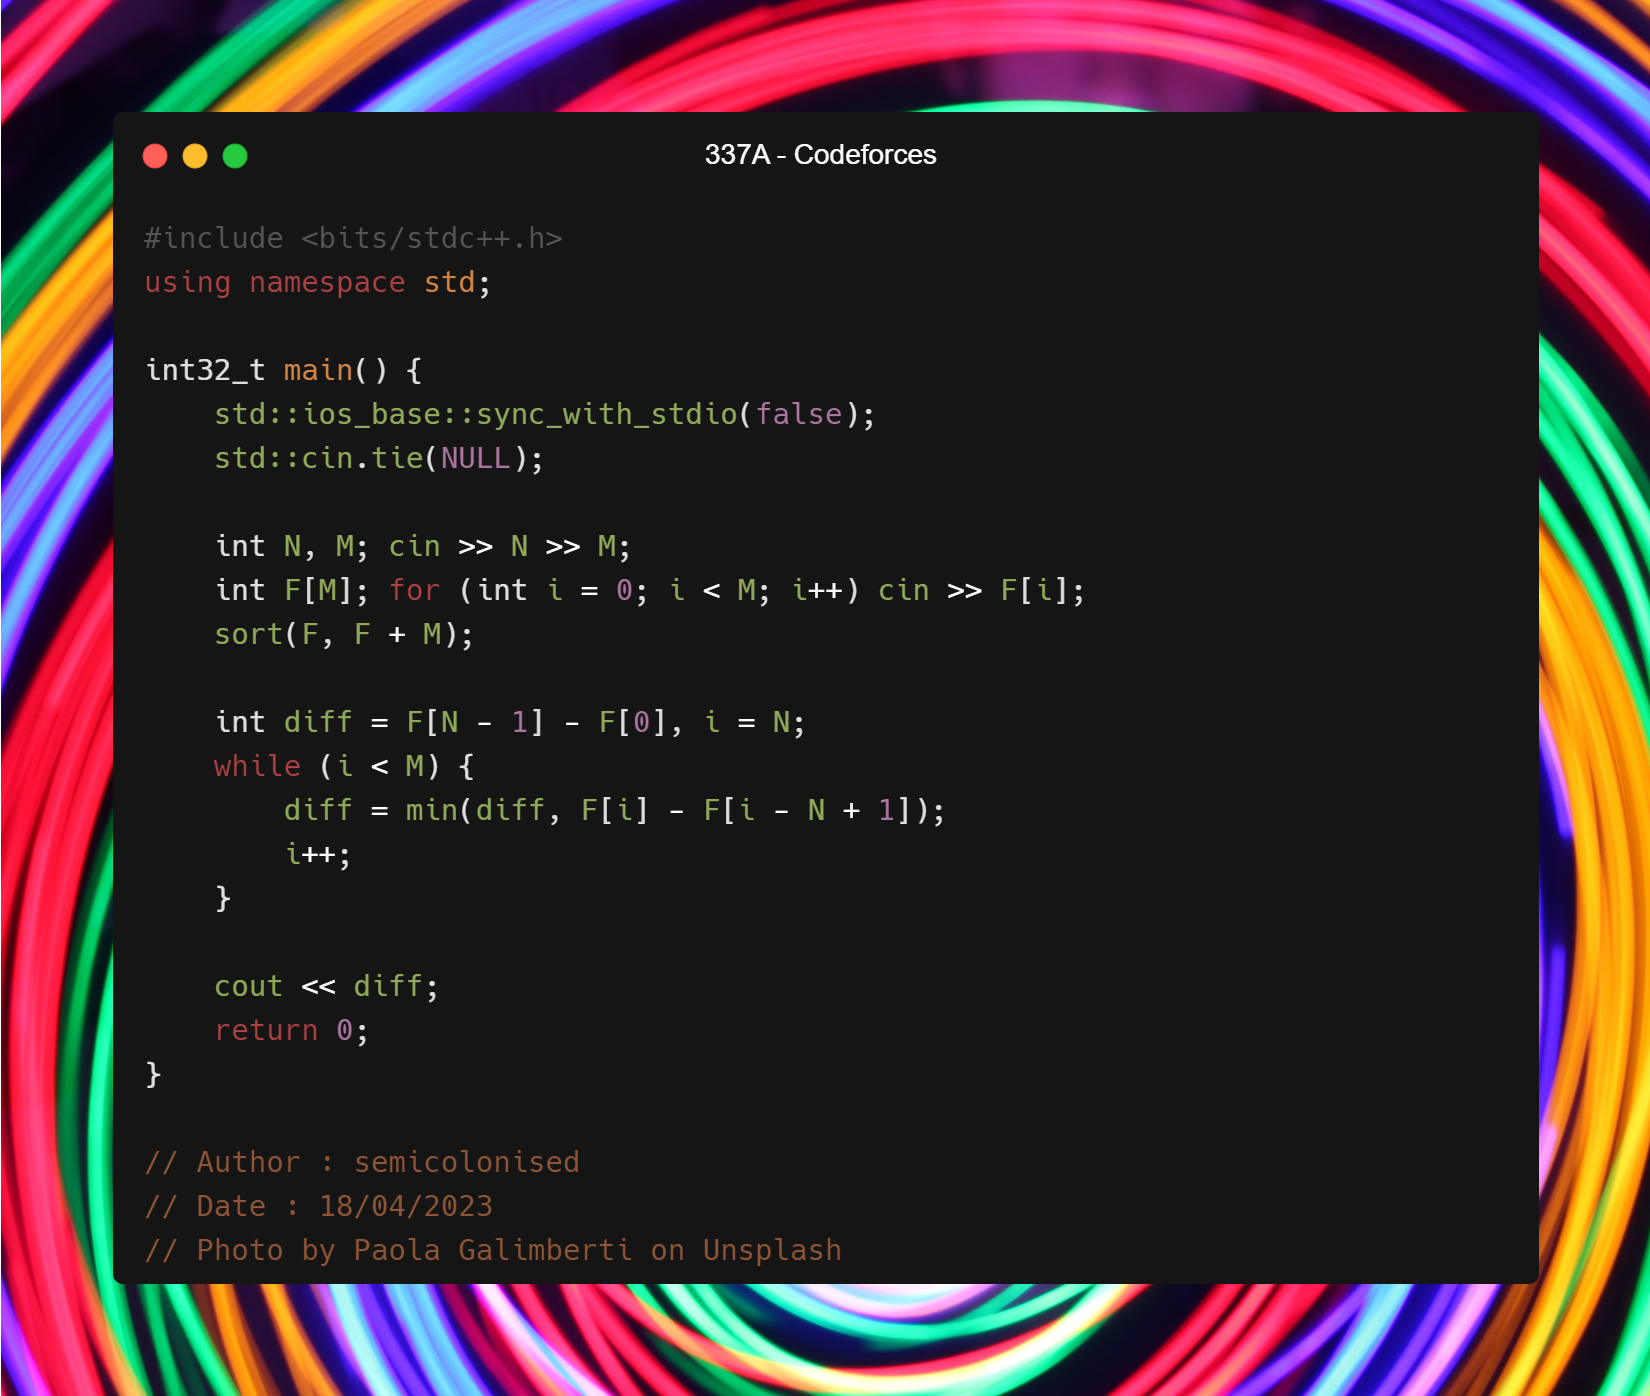 337A - Codeforces
#include <bits/stdc++.h>
using namespace std;
int32_t main() {
    std::ios_base::sync_with_stdio(false);
    std::cin.tie(NULL);
    int N, M; cin >> N >> M;
    int F[M]; for (int i = 0; i < M; i++) cin >> F[i];
    sort(F, F + M);
    int diff = F[N - 1] - F[0], i = N;
    while (i < M) {
        diff = min(diff, F[i] - F[i - N + 1]);
        i++;
    }
    cout << diff;
    return 0;
}
// Author : semicolonised
// Date : 18/04/2023
// Photo by Paola Galimberti on Unsplash